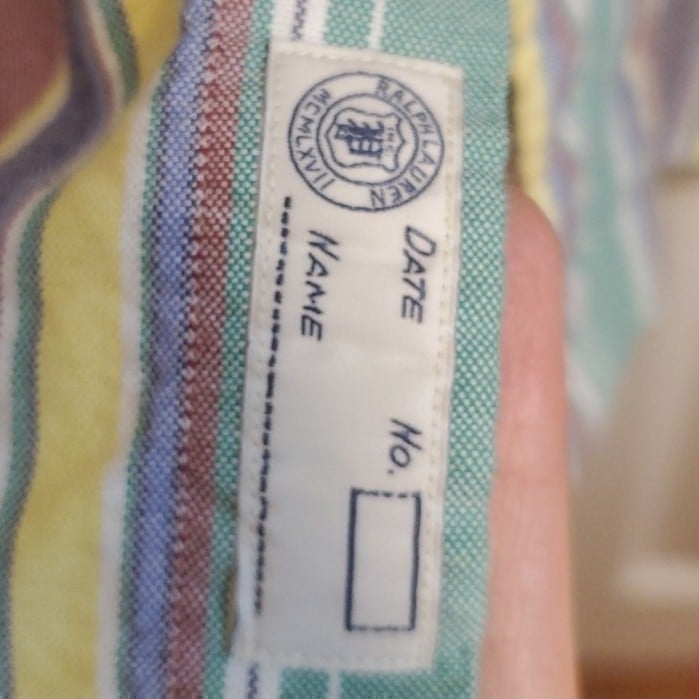 RALPH LAUREN
MCMLXVII
DATE No.
NAME